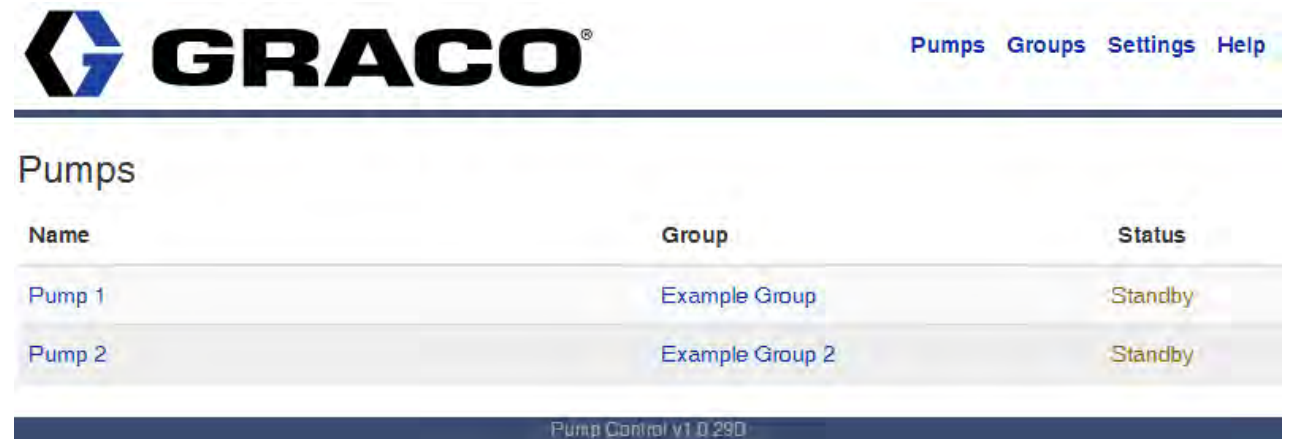 GRACO®
Pumps Groups Settings Help
Pumps
Name Group Status
Pump 1 Example Group Standby
Pump 2 Example Group 2 Standby
Pump Control v1.0.290